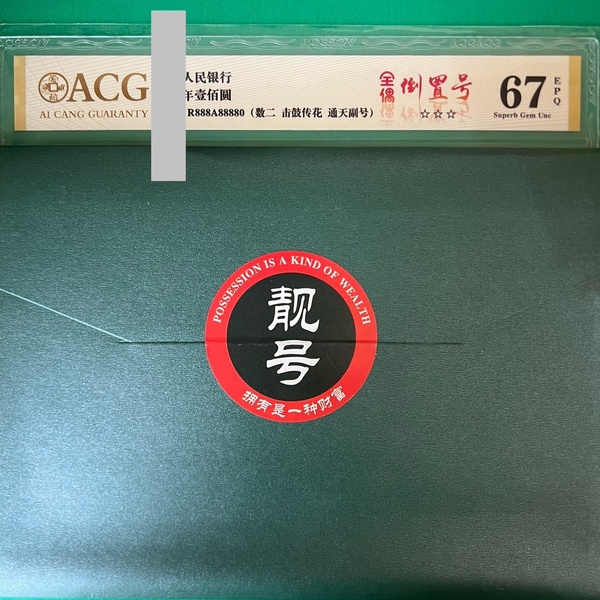 ACG
AI CANG GUARANTY
人民银行
年壹佰圆
R888A88880（数二 击鼓传花 通天副号）
全偶
倒置号
☆☆☆
67
EPQ
Superb Gem Unc
POSSESSION IS A KIND OF WEALTH
靓号
拥有是一种财富